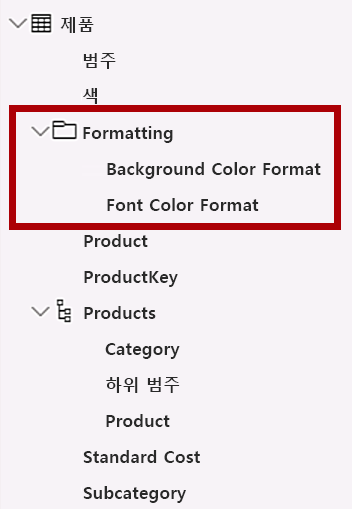 제품
범주
색
Formatting
Background Color Format
Font Color Format
Product
ProductKey
Products
Category
하위 범주
Product
Standard Cost
Subcategory